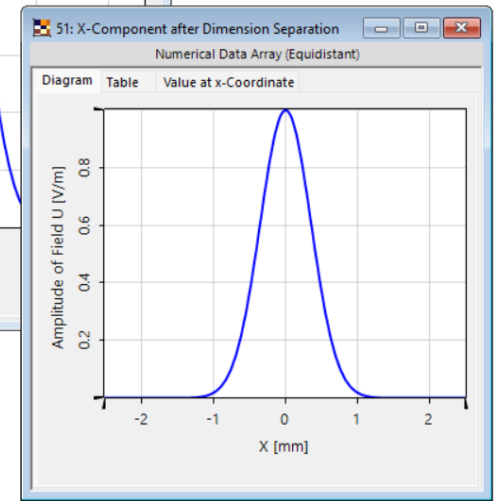 51: X-Component after Dimension Separation
Numerical Data Array (Equidistant)
Diagram Table Value at x-Coordinate
Amplitude of Field U [V/m]
0.8
0.6
0.4
0.2
-2 -1 0 1 2
X [mm]